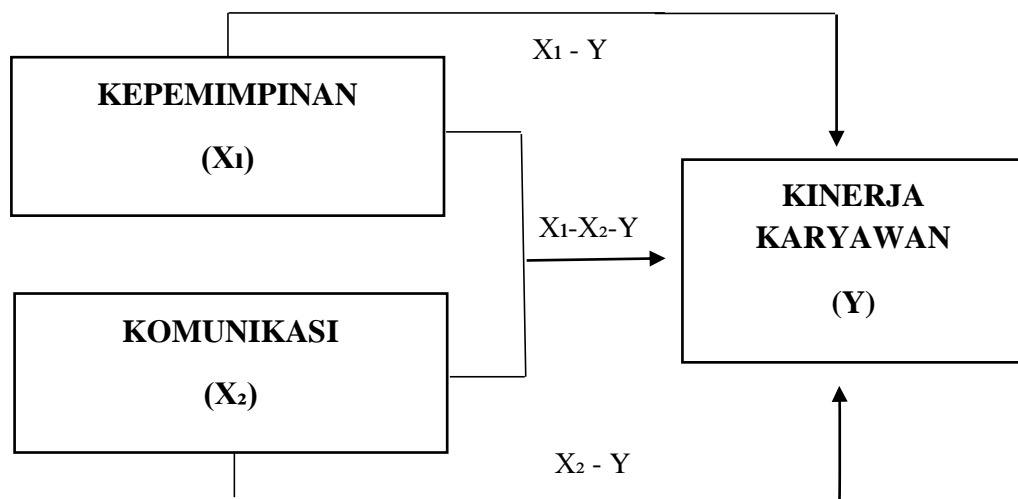 X₁ - Y
KEPEMIMPINAN
(X₁)
KINERJA
KARYAWAN
(Y)
X₁-X₂-Y
KOMUNIKASI
(X₂)
X₂ - Y